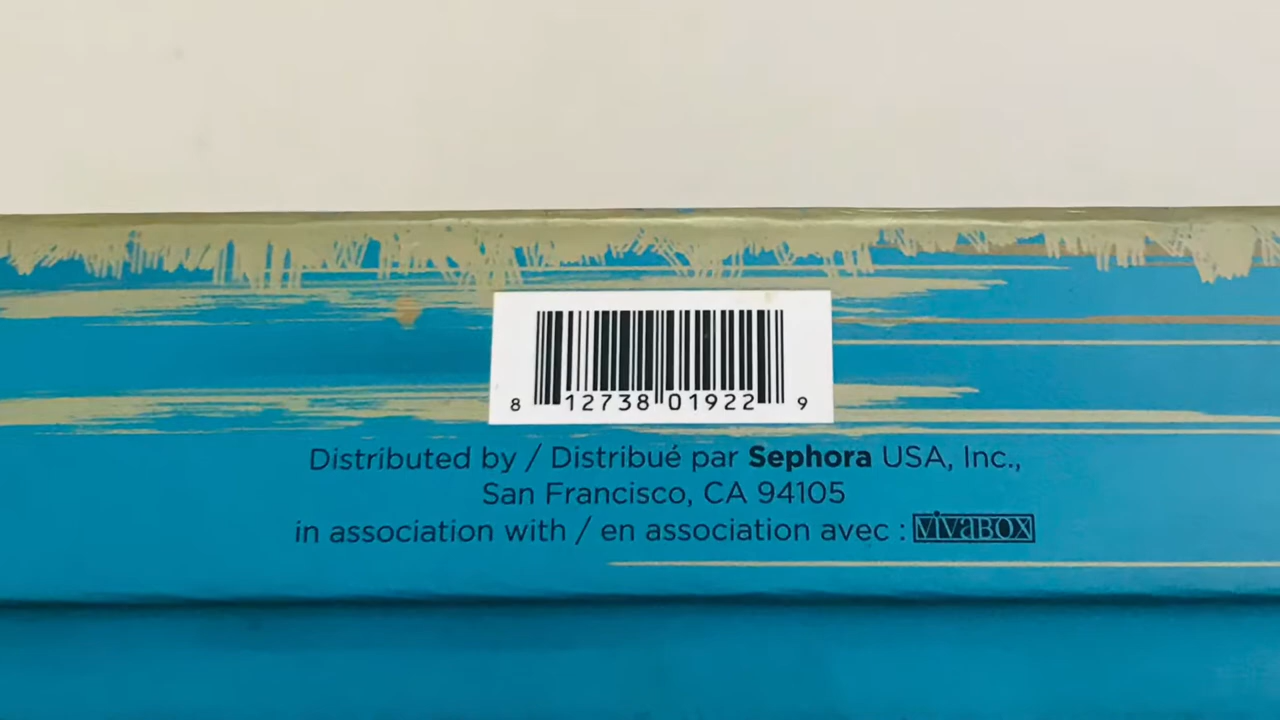 8 12738 01922 9
Distributed by / Distribué par Sephora USA, Inc.,
San Francisco, CA 94105
in association with / en association avec : VIVABOX